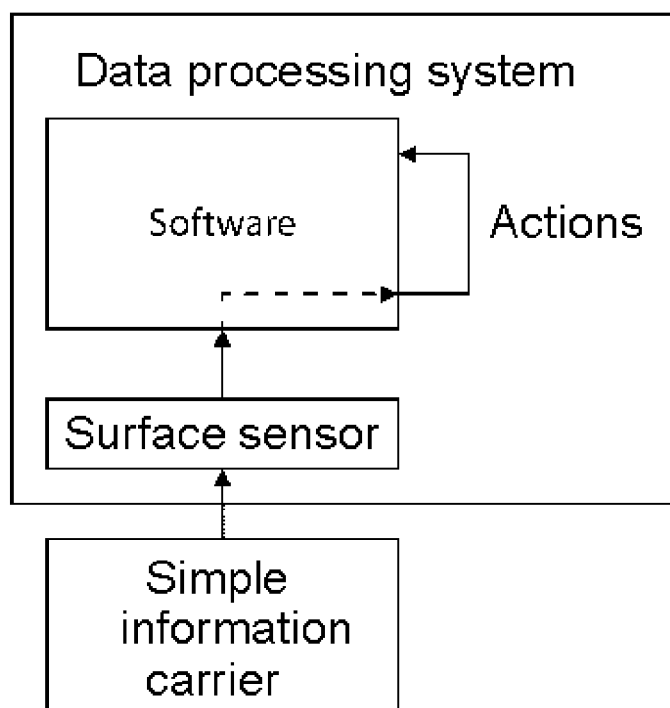 Data processing system
Software
Actions
Surface sensor
Simple
information
carrier